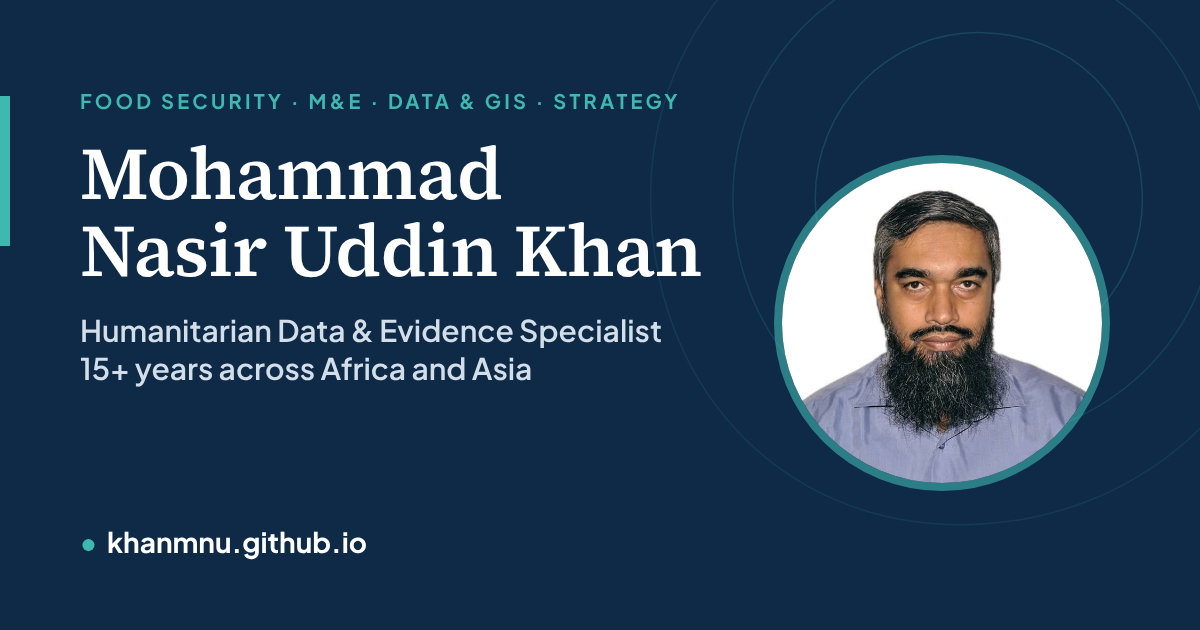 FOOD SECURITY · M&E · DATA & GIS · STRATEGY
Mohammad
Nasir Uddin Khan
Humanitarian Data & Evidence Specialist
15+ years across Africa and Asia
khanmnu.github.io